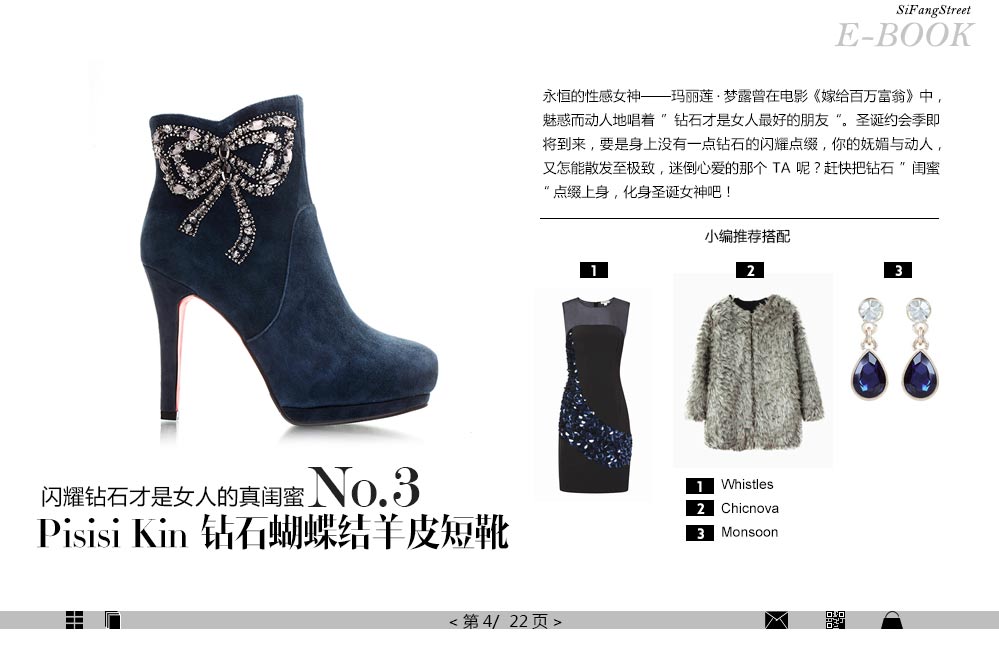 SiFangStreet
E-BOOK
永恒的性感女神——玛丽莲·梦露曾在电影《嫁给百万富翁》中，
魅惑而动人地唱着 ” 钻石才是女人最好的朋友 “。圣诞约会季即
将到来，要是身上没有一点钻石的闪耀点缀，你的妩媚与动人，
又怎能散发至极致，迷倒心爱的那个 TA 呢？赶快把钻石 ” 闺蜜
“ 点缀上身，化身圣诞女神吧！
小编推荐搭配
1 2 3
闪耀钻石才是女人的真闺蜜 No.3
Pisisi Kin 钻石蝴蝶结羊皮短靴
1 Whistles
2 Chicnova
3 Monsoon
< 第 4/ 22 页 >